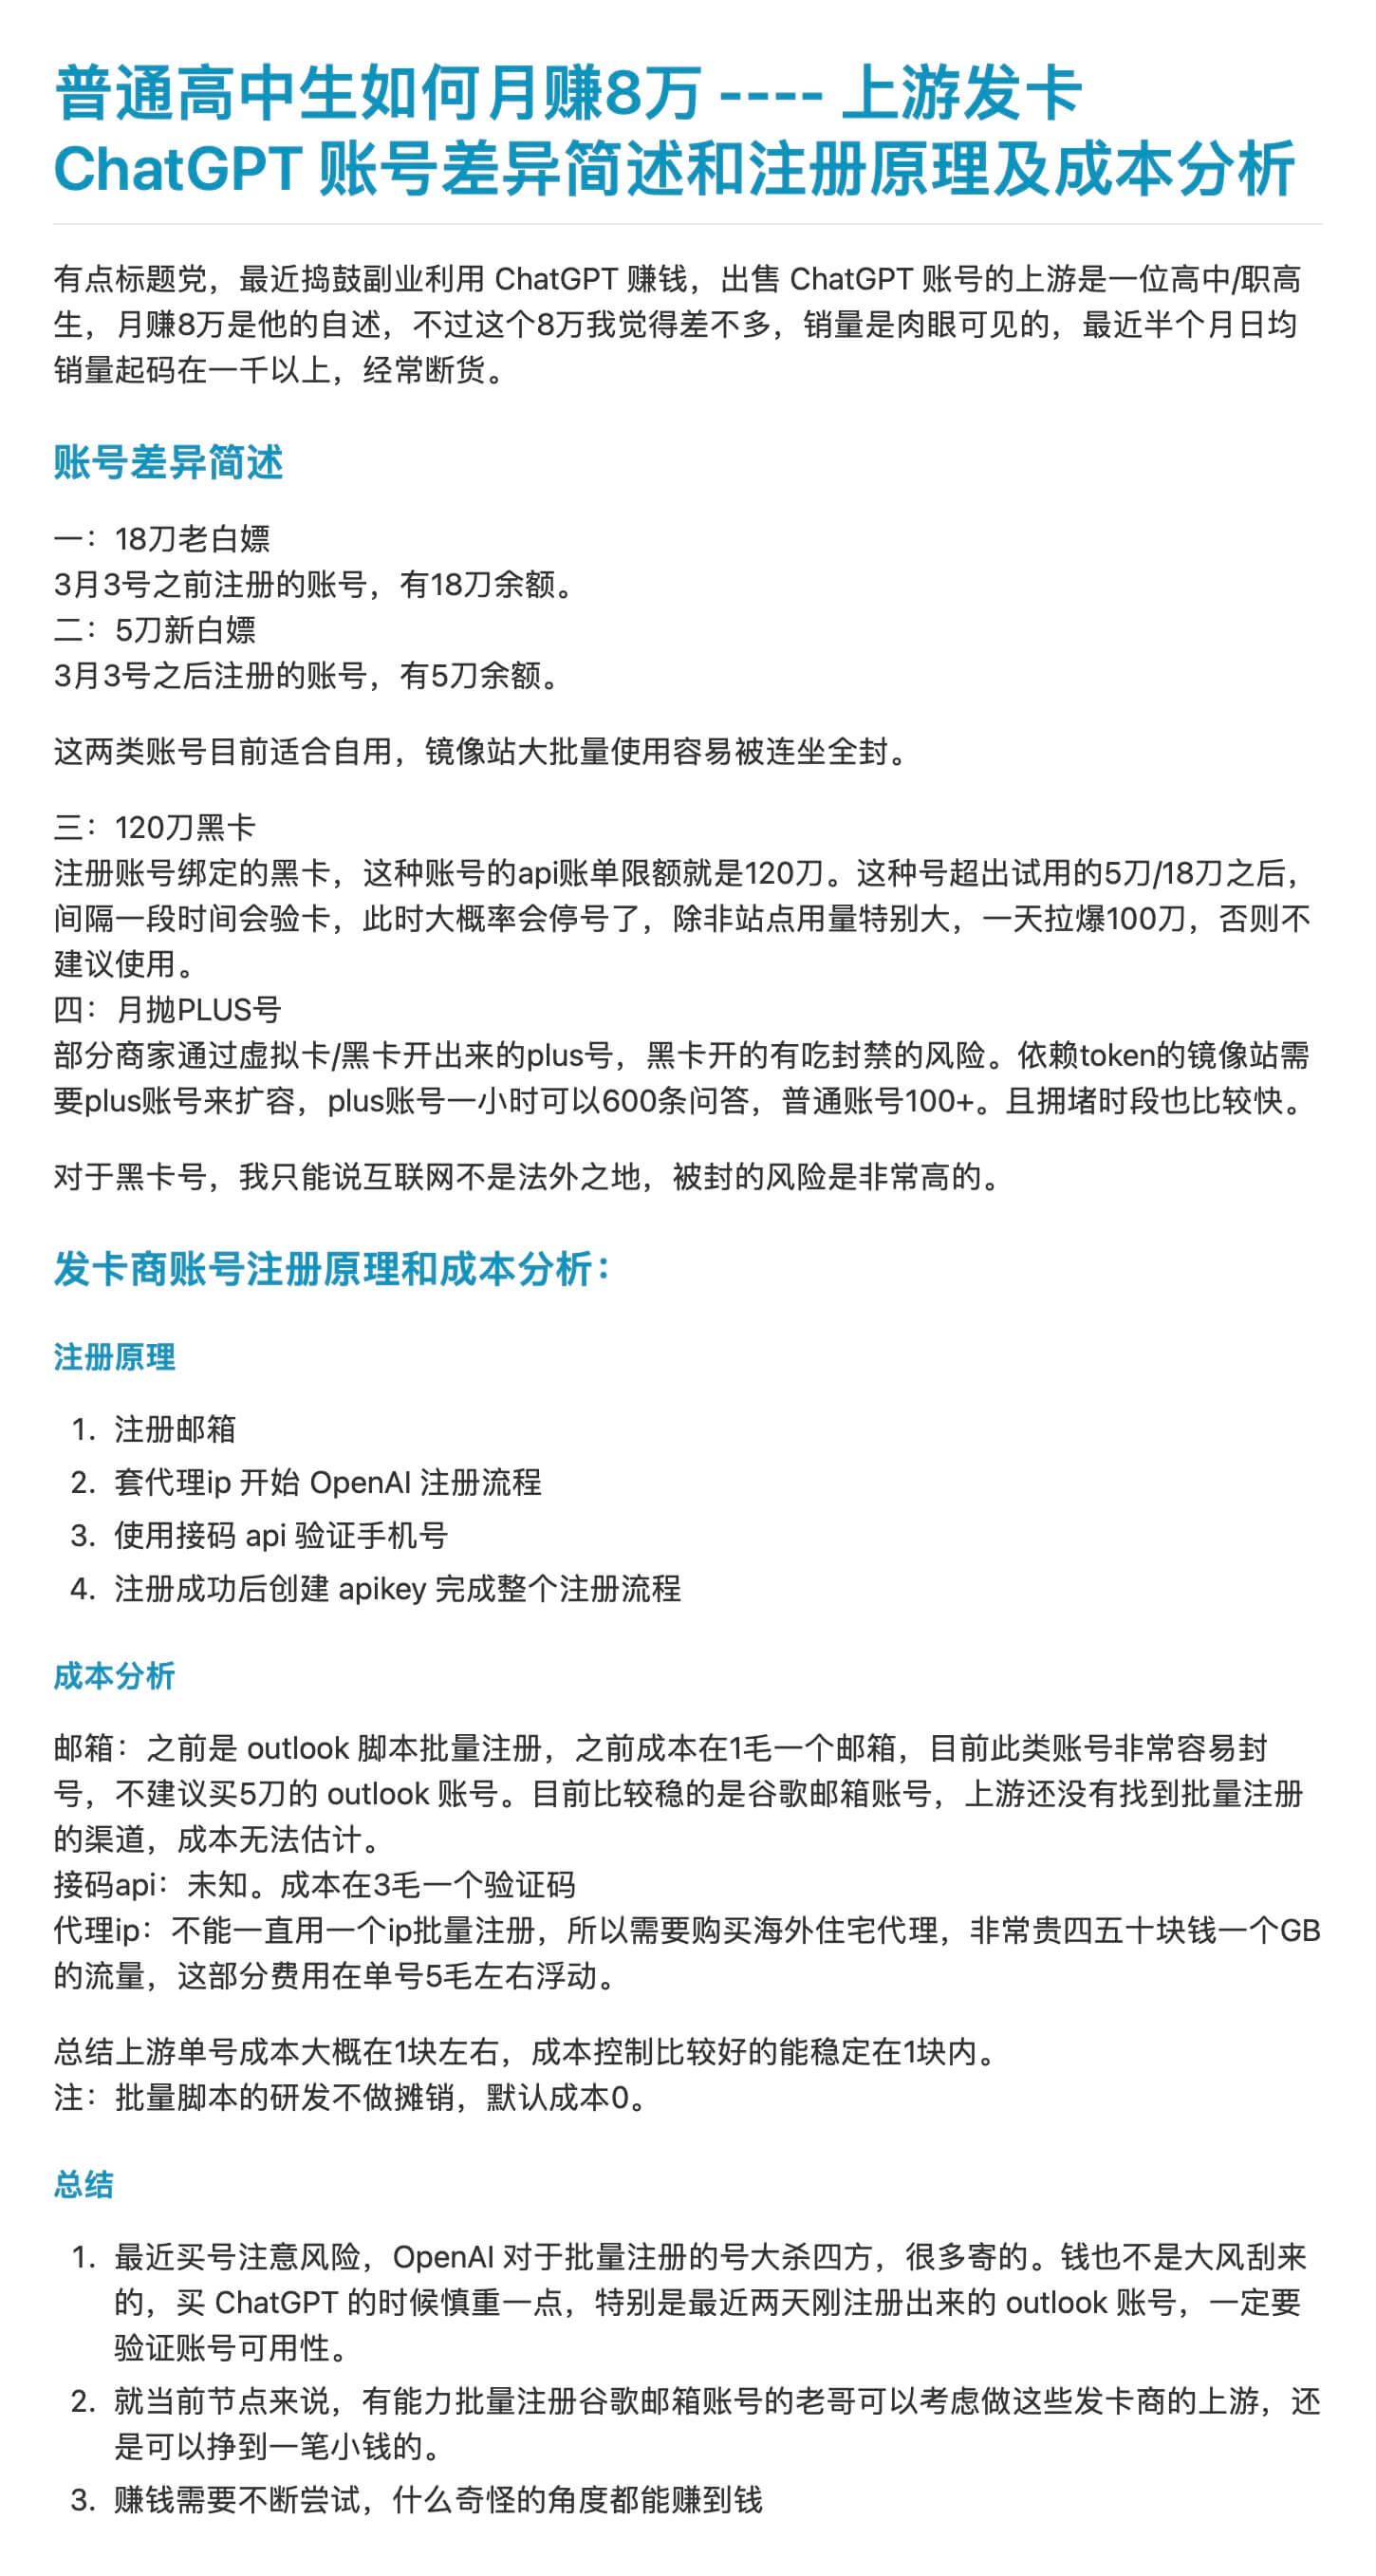 普通高中生如何月赚8万 ---- 上游发卡
ChatGPT 账号差异简述和注册原理及成本分析
有点标题党，最近捣鼓副业利用 ChatGPT 赚钱，出售 ChatGPT 账号的上游是一位高中/职高
生，月赚8万是他的自述，不过这个8万我觉得差不多，销量是肉眼可见的，最近半个月日均
销量起码在一千以上，经常断货。
账号差异简述
一：18刀老白嫖
3月3号之前注册的账号，有18刀余额。
二：5刀新白嫖
3月3号之后注册的账号，有5刀余额。
这两类账号目前适合自用，镜像站大批量使用容易被连坐全封。
三：120刀黑卡
注册账号绑定的黑卡，这种账号的api账单限额就是120刀。这种号超出试用的5刀/18刀之后，
间隔一段时间会验卡，此时大概率会停号了，除非站点用量特别大，一天拉爆100刀，否则不
建议使用。
四：月抛PLUS号
部分商家通过虚拟卡/黑卡开出来的plus号，黑卡开的有吃封禁的风险。依赖token的镜像站需
要plus账号来扩容，plus账号一小时可以600条问答，普通账号100+。且拥堵时段也比较快。
对于黑卡号，我只能说互联网不是法外之地，被封的风险是非常高的。
发卡商账号注册原理和成本分析：
注册原理
1. 注册邮箱
2. 套代理ip 开始 OpenAI 注册流程
3. 使用接码 api 验证手机号
4. 注册成功后创建 apikey 完成整个注册流程
成本分析
邮箱：之前是 outlook 脚本批量注册，之前成本在1毛一个邮箱，目前此类账号非常容易封
号，不建议买5刀的 outlook 账号。目前比较稳的是谷歌邮箱账号，上游还没有找到批量注册
的渠道，成本无法估计。
接码api：未知。成本在3毛一个验证码
代理ip：不能一直用一个ip批量注册，所以需要购买海外住宅代理，非常贵四五十块钱一个GB
的流量，这部分费用在单号5毛左右浮动。
总结上游单号成本大概在1块左右，成本控制比较好的能稳定在1块内。
注：批量脚本的研发不做摊销，默认成本0。
总结
1. 最近买号注意风险，OpenAI 对于批量注册的号大杀四方，很多寄的。钱也不是大风刮来
的，买 ChatGPT 的时候慎重一点，特别是最近两天刚注册出来的 outlook 账号，一定要
验证账号可用性。
2. 就当前节点来说，有能力批量注册谷歌邮箱账号的老哥可以考虑做这些发卡商的上游，还
是可以挣到一笔小钱的。
3. 赚钱需要不断尝试，什么奇怪的角度都能赚到钱